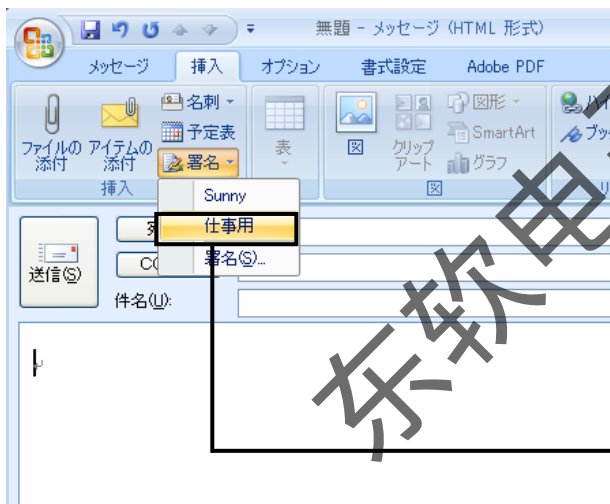 無題 - メッセージ (HTML 形式)
メッセージ 挿入 オプション 書式設定 Adobe PDF
ファイルの添付
アイテムの添付
名刺
予定表
署名
表
図
クリップアート
図形
SmartArt
グラフ
ハイ
ブッ
挿入
図
Sunny
仕事用
署名(S)...
送信(S)
CC
件名(U):
东软电